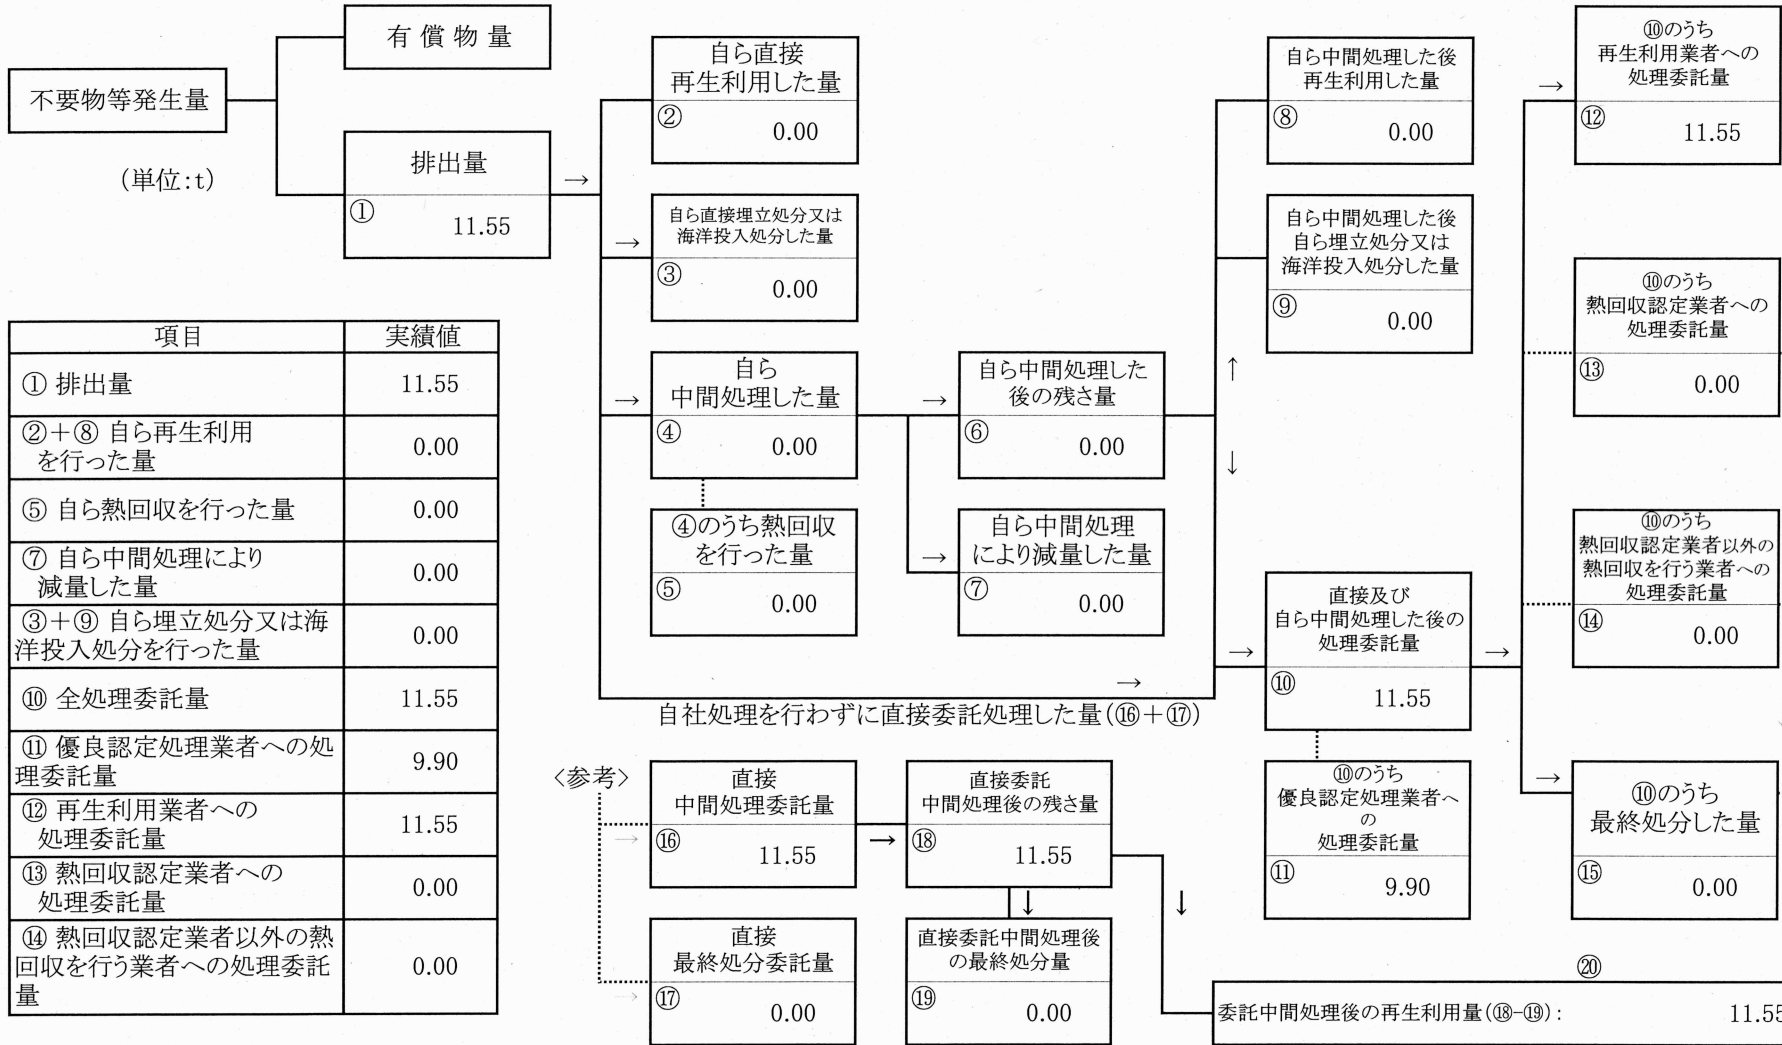 不要物等発生量
(単位:t)
有償物量
排出量
①
11.55
→
自ら直接
再生利用した量
②
0.00
→
自ら直接埋立処分又は
海洋投入処分した量
③
0.00
→
自ら
中間処理した量
④
0.00
④のうち熱回収
を行った量
⑤
0.00
→
自ら中間処理した
後の残さ量
⑥
0.00
→
自ら中間処理
により減量した量
⑦
0.00
↑
↓
自ら中間処理した後
再生利用した量
⑧
0.00
自ら中間処理した後
自ら埋立処分又は
海洋投入処分した量
⑨
0.00
→
自社処理を行わずに直接委託処理した量(⑯+⑰)
→
直接及び
自ら中間処理した後の
処理委託量
⑩
11.55
⑩のうち
優良認定処理業者へ
の
処理委託量
⑪
9.90
→
→
⑩のうち
再生利用業者への
処理委託量
⑫
11.55
⑩のうち
熱回収認定業者への
処理委託量
⑬
0.00
⑩のうち
熱回収認定業者以外の
熱回収を行う業者への
処理委託量
⑭
0.00
→
⑩のうち
最終処分した量
⑮
0.00
項目 実績値
① 排出量 11.55
②+⑧ 自ら再生利用
を行った量 0.00
⑤ 自ら熱回収を行った量 0.00
⑦ 自ら中間処理により
減量した量 0.00
③+⑨ 自ら埋立処分又は海
洋投入処分を行った量 0.00
⑩ 全処理委託量 11.55
⑪ 優良認定処理業者への処
理委託量 9.90
⑫ 再生利用業者への
処理委託量 11.55
⑬ 熱回収認定業者への
処理委託量 0.00
⑭ 熱回収認定業者以外の熱
回収を行う業者への処理委託
量 0.00
<参考>
→
直接
中間処理委託量
⑯
11.55
→
直接委託
中間処理後の残さ量
⑱
11.55
→
直接
最終処分委託量
⑰
0.00
↓
直接委託中間処理後
の最終処分量
⑲
0.00
↓
⑳
委託中間処理後の再生利用量(⑱-⑲): 11.55